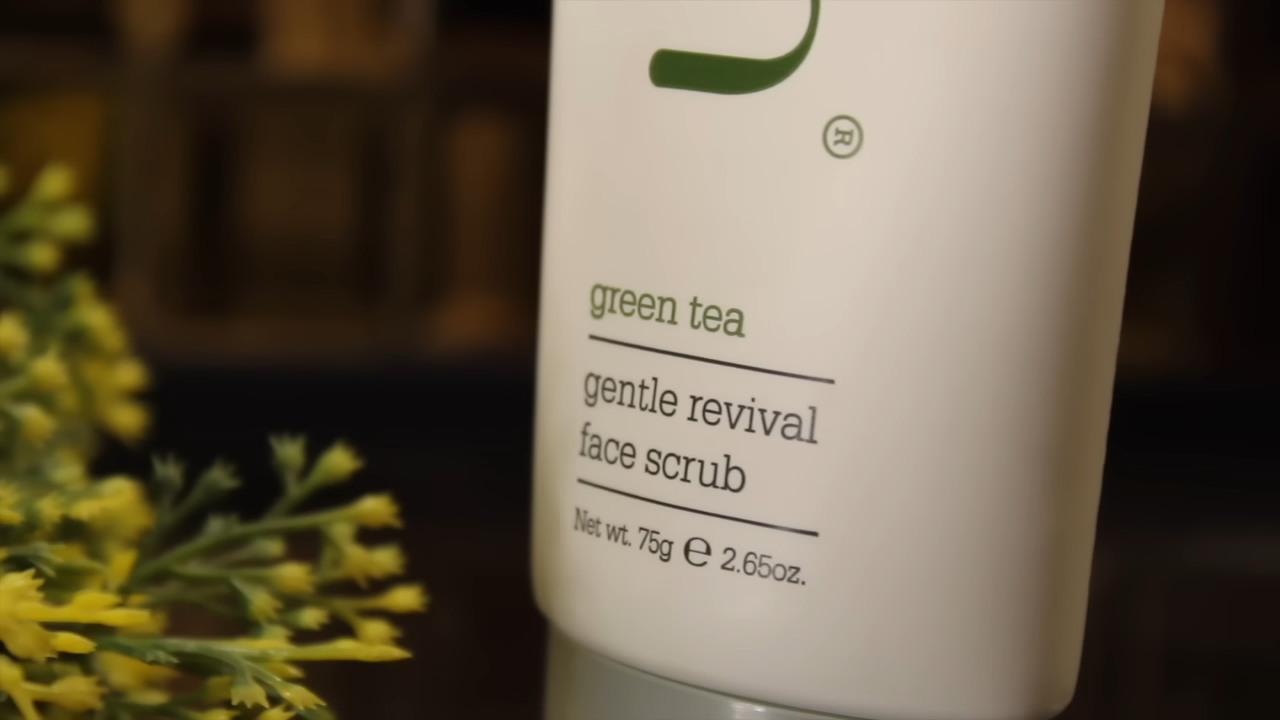 ®
green tea
gentle revival
face scrub
Net wt. 75g ℮ 2.65oz.